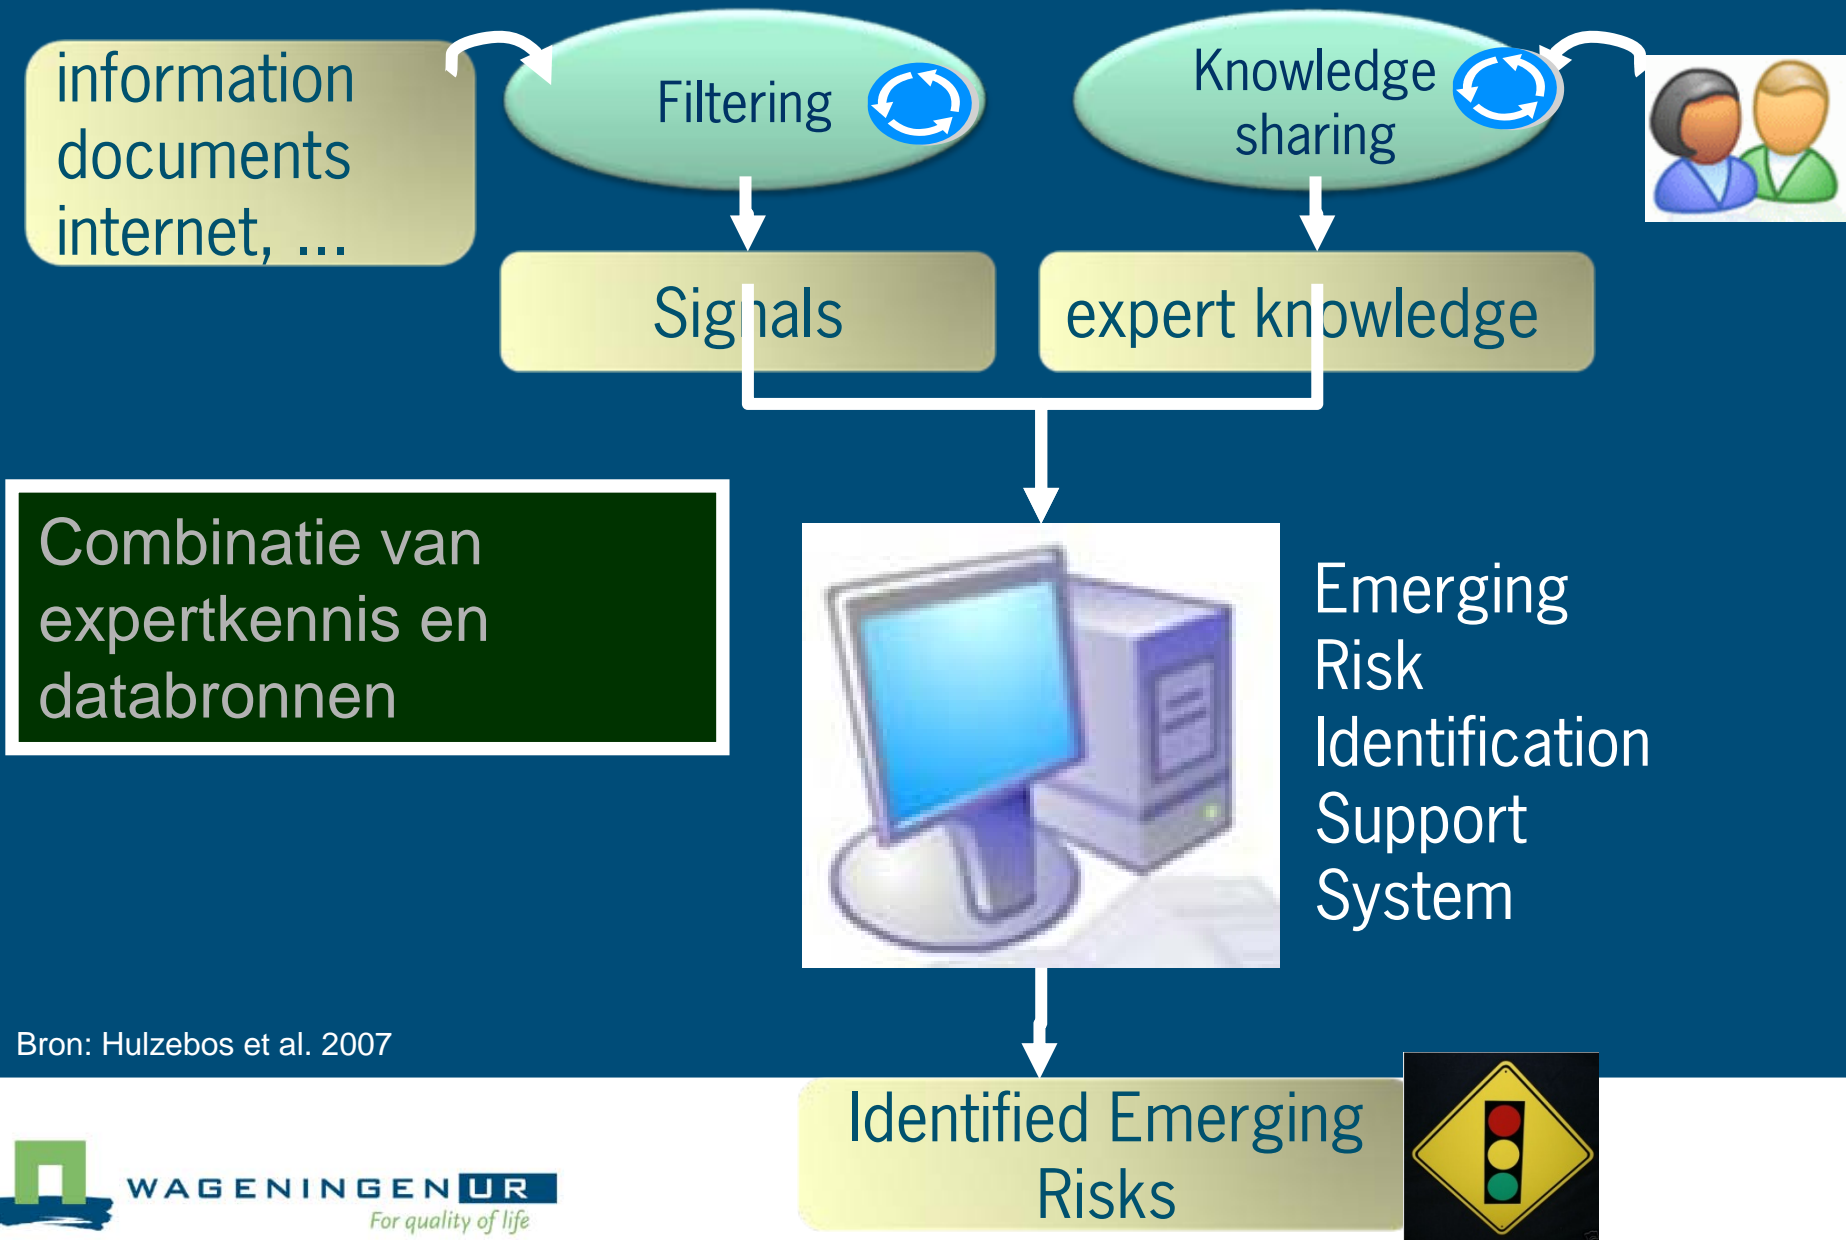 information
documents
internet, ...
Filtering
Knowledge
sharing
Signals
expert knowledge
Combinatie van
expertkennis en
databronnen
Emerging
Risk
Identification
Support
System
Bron: Hulzebos et al. 2007
Identified Emerging
Risks
WAGENINGEN UR
For quality of life